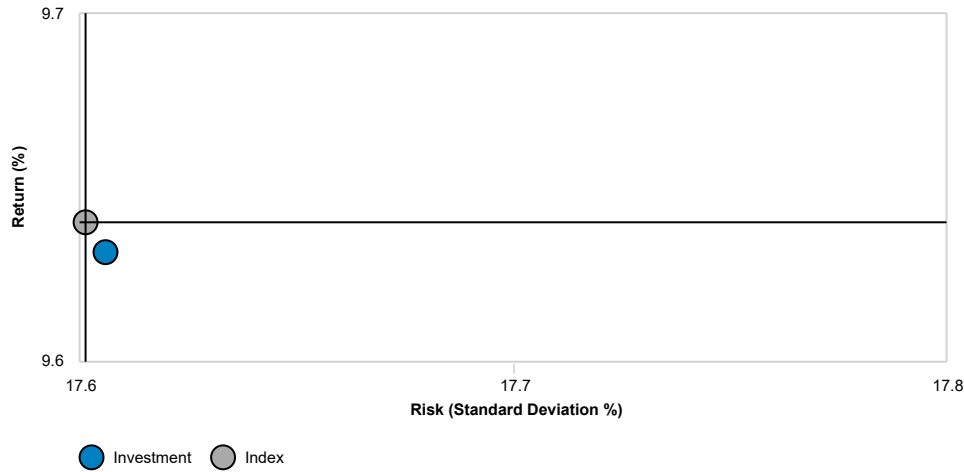 9.7
Return (%)
9.6
17.6 17.7 17.8
Risk (Standard Deviation %)
Investment Index